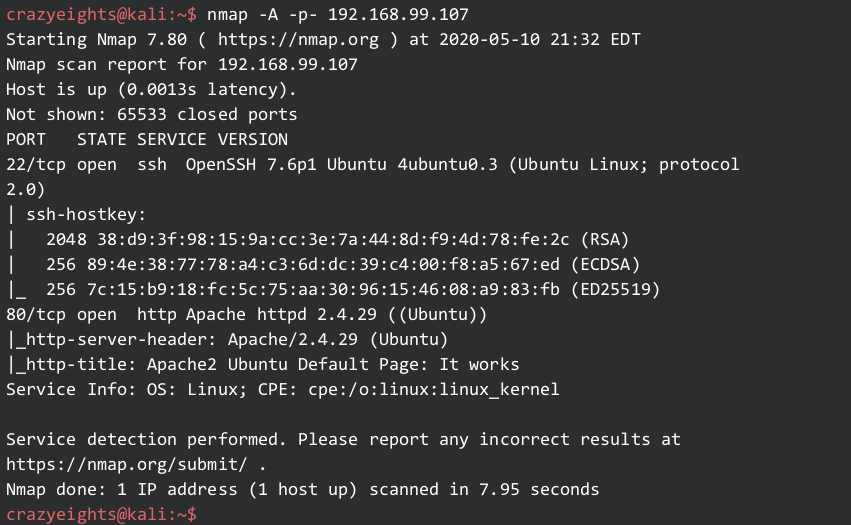 crazyeights@kali:~$ nmap -A -p- 192.168.99.107
Starting Nmap 7.80 ( https://nmap.org ) at 2020-05-10 21:32 EDT
Nmap scan report for 192.168.99.107
Host is up (0.0013s latency).
Not shown: 65533 closed ports
PORT   STATE SERVICE VERSION
22/tcp open  ssh  OpenSSH 7.6p1 Ubuntu 4ubuntu0.3 (Ubuntu Linux; protocol
2.0)
| ssh-hostkey:
|   2048 38:d9:3f:98:15:9a:cc:3e:7a:44:8d:f9:4d:78:fe:2c (RSA)
|   256 89:4e:38:77:78:a4:c3:6d:dc:39:c4:00:f8:a5:67:ed (ECDSA)
|_  256 7c:15:b9:18:fc:5c:75:aa:30:96:15:46:08:a9:83:fb (ED25519)
80/tcp open  http Apache httpd 2.4.29 ((Ubuntu))
|_http-server-header: Apache/2.4.29 (Ubuntu)
|_http-title: Apache2 Ubuntu Default Page: It works
Service Info: OS: Linux; CPE: cpe:/o:linux:linux_kernel

Service detection performed. Please report any incorrect results at
https://nmap.org/submit/ .
Nmap done: 1 IP address (1 host up) scanned in 7.95 seconds
crazyeights@kali:~$